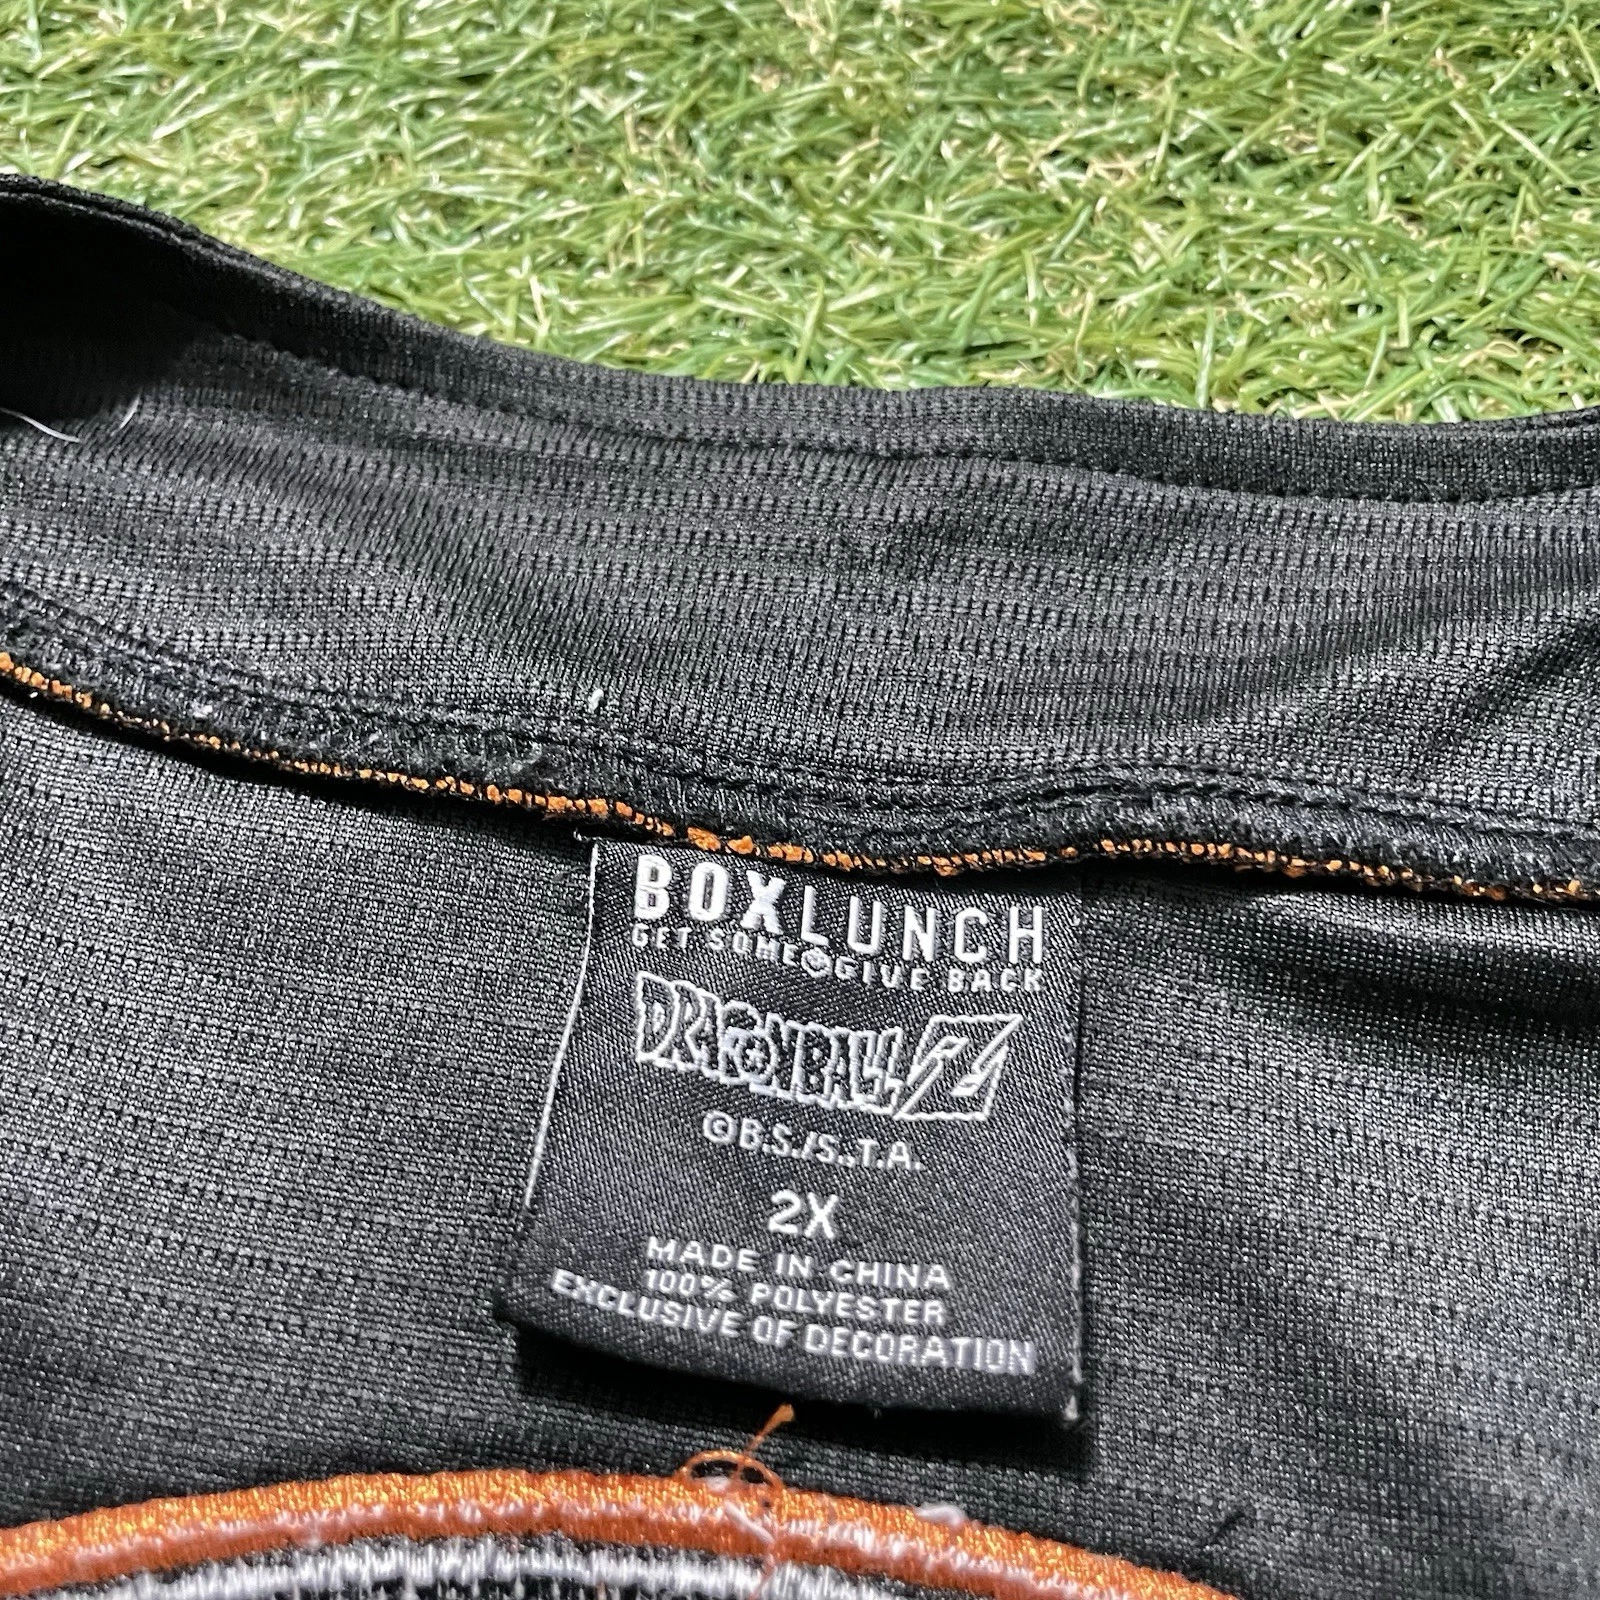 BOXLUNCH
GET SOME GIVE BACK
DRAGONBALL Z
©B.S./S.,T.A.
2X
MADE IN CHINA
100% POLYESTER
EXCLUSIVE OF DECORATION